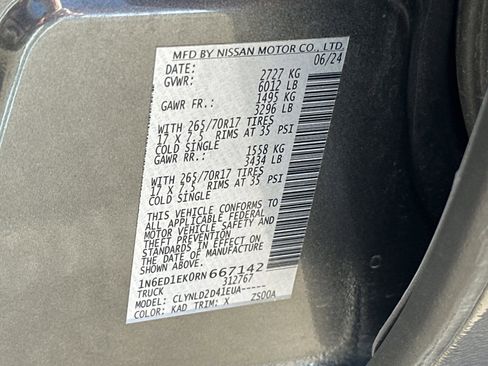 MFD BY NISSAN MOTOR CO., LTD.
DATE: 06/24
GVWR: 2727 KG
6012 LB
GAWR FR.: 1495 KG
3296 LB
WITH 265/70R17 TIRES
17 X 7.5 RIMS AT 35 PSI
COLD SINGLE
GAWR RR.: 1558 KG
3434 LB
WITH 265/70R17 TIRES
17 X 7.5 RIMS AT 35 PSI
COLD SINGLE
THIS VEHICLE CONFORMS TO
ALL APPLICABLE FEDERAL
MOTOR VEHICLE SAFETY AND
THEFT PREVENTION
STANDARDS IN EFFECT ON
THE DATE OF MANUFACTURE
SHOWN ABOVE.
1N6ED1EK0RN667142
TRUCK 312767
MODEL: CLYNLD2D41EUA-----
COLOR: KAD TRIM: X ZS00A